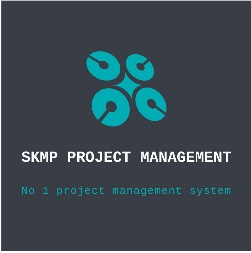 SKMP PROJECT MANAGEMENT
No 1 project management system